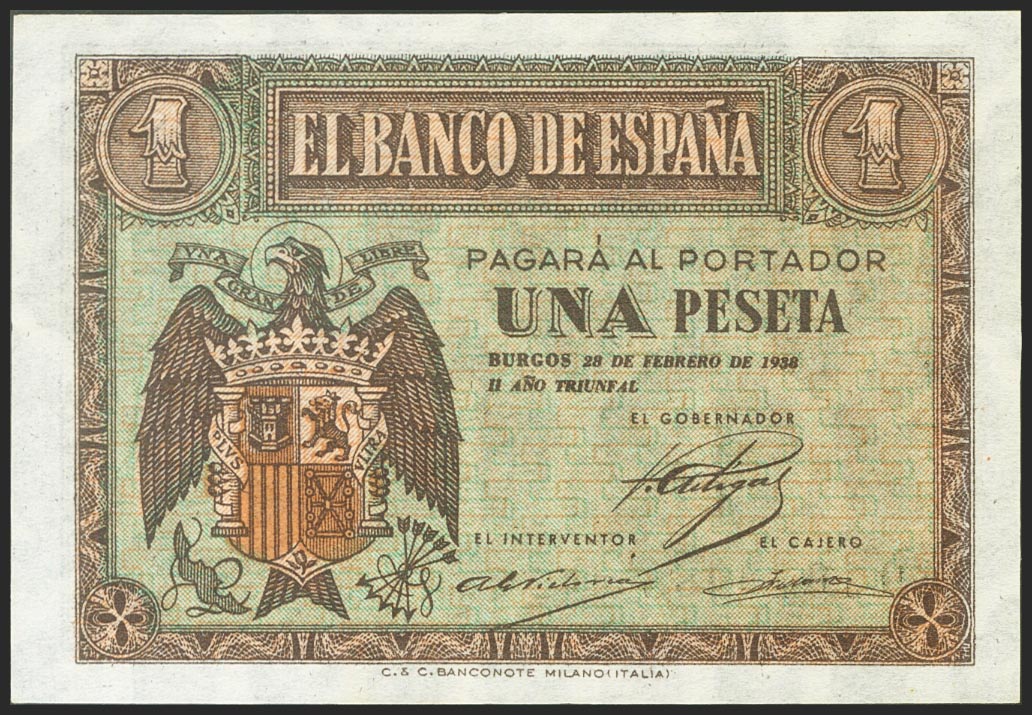 1 EL BANCO DE ESPAÑA 1
VNA GRANDE LIBRE
PAGARÁ AL PORTADOR
UNA PESETA
BURGOS 28 DE FEBRERO DE 1938
II AÑO TRIUNFAL
PLVS VLTRA
EL GOBERNADOR
EL INTERVENTOR
EL CAJERO
C. & C. BANCONOTE MILANO (ITALIA)